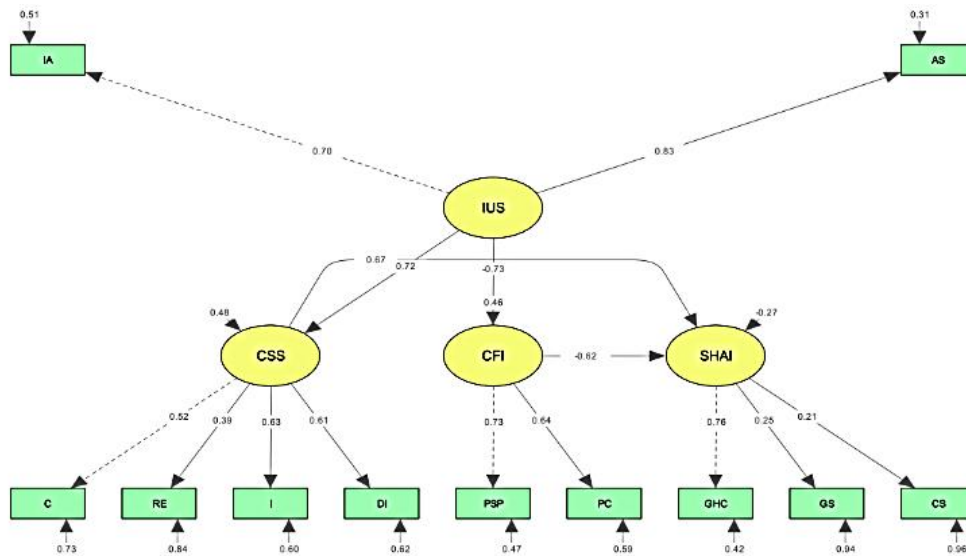 0.51
0.31
IA
AS
0.70
0.83
IUS
0.67
0.72
-0.73
0.48
0.46
-0.27
CSS
CFI
-0.62
SHAI
0.52
0.39
0.63
0.61
0.73
0.64
0.76
0.25
0.21
C
RE
I
DI
PSP
PC
GHC
GS
CS
0.73
0.84
0.60
0.62
0.47
0.59
0.42
0.94
0.96